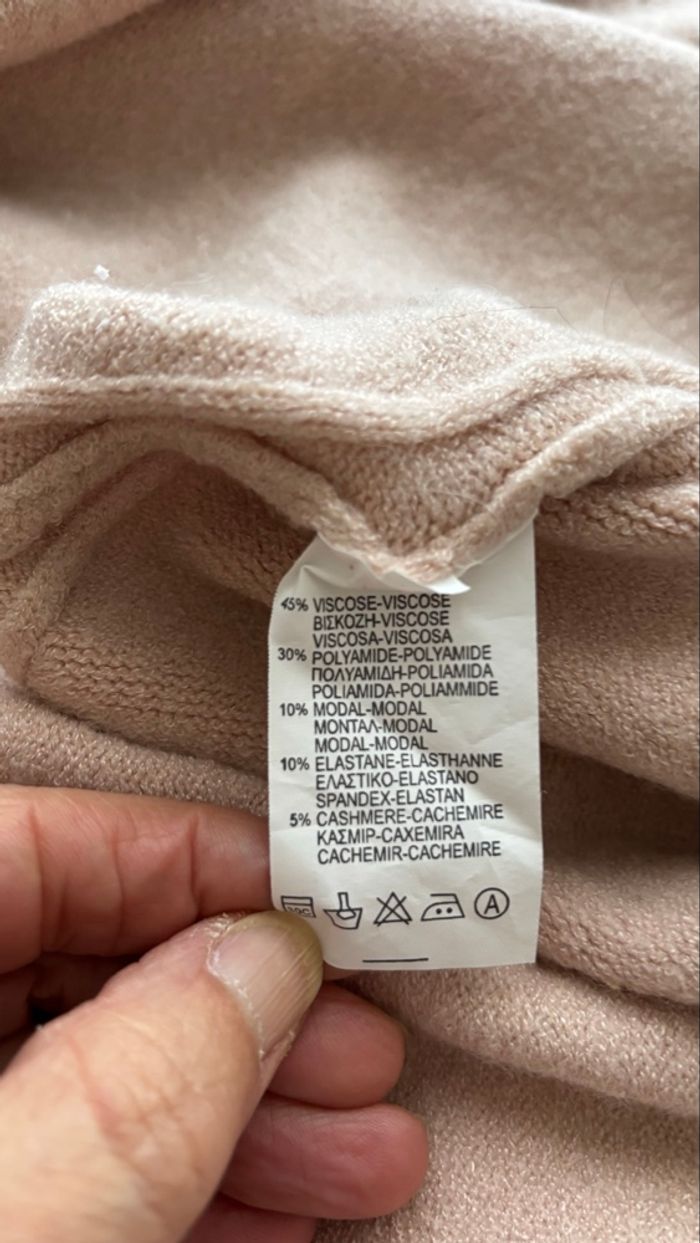 45% VISCOSE-VISCOSE
ΒΙΣΚΟΖΗ-VISCOSE
VISCOSA-VISCOSA
30% POLYAMIDE-POLYAMIDE
ΠΟΛΥΑΜΙΔΗ-POLIAMIDA
POLIAMIDA-POLIAMMIDE
10% MODAL-MODAL
ΜΟΝΤΑΛ-MODAL
MODAL-MODAL
10% ELASTANE-ELASTHANNE
ΕΛΑΣΤΙΚΟ-ELASTANO
SPANDEX-ELASTAN
5% CASHMERE-CACHEMIRE
ΚΑΣΜΙΡ-CAXEMIRA
CACHEMIR-CACHEMIRE
A